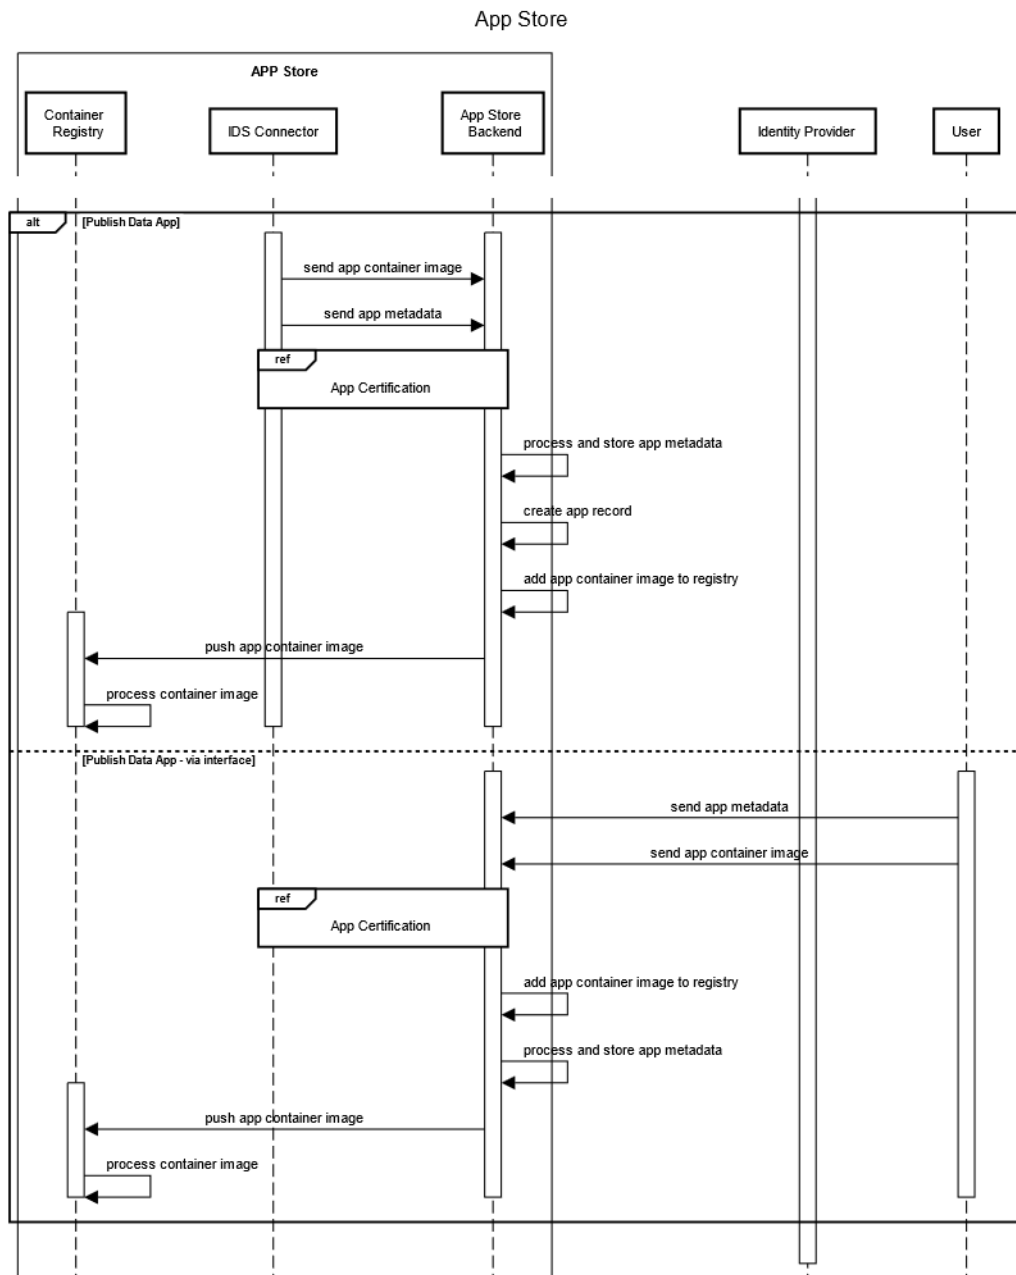 App Store
APP Store
Container
Registry
IDS Connector
App Store
Backend
Identity Provider
User
alt
[Publish Data App]
send app container image
send app metadata
ref
App Certification
process and store app metadata
create app record
add app container image to registry
push app container image
process container image
[Publish Data App - via interface]
send app metadata
send app container image
ref
App Certification
add app container image to registry
process and store app metadata
push app container image
process container image